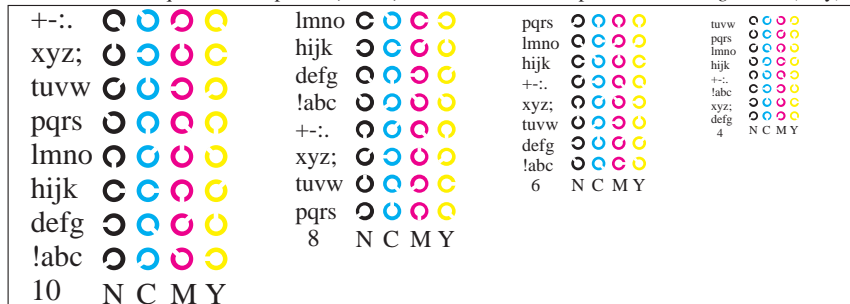 +-:.
xyz;
tuvw
pqrs
lmno
hijk
defg
!abc
10 N C M Y
lmno
hijk
defg
!abc
+-:.
xyz;
tuvw
pqrs
8 N C M Y
pqrs
lmno
hijk
+-:.
xyz;
tuvw
defg
!abc
6 N C M Y
tuvw
pqrs
lmno
hijk
+-:.
!abc
xyz;
defg
4 N C M Y